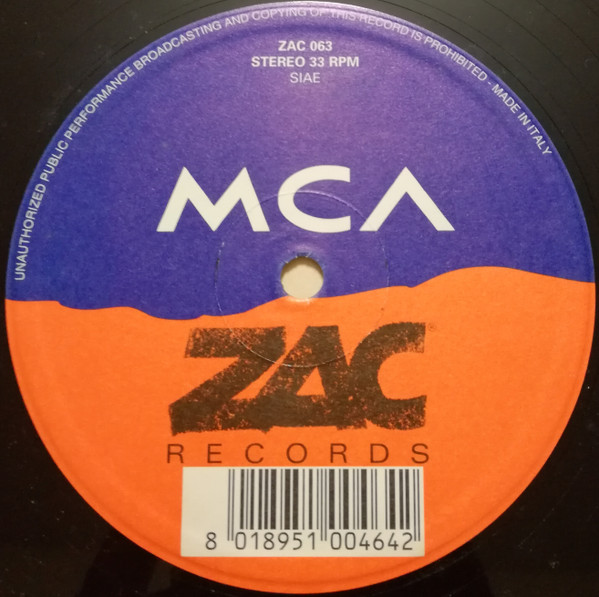 UNAUTHORIZED PUBLIC PERFORMANCE BROADCASTING AND COPYING OF THIS RECORD IS PROHIBITED - MADE IN ITALY
ZAC 063
STEREO 33 RPM
SIAE
MCΛ
ZAC
RECORDS
8 018951 004642